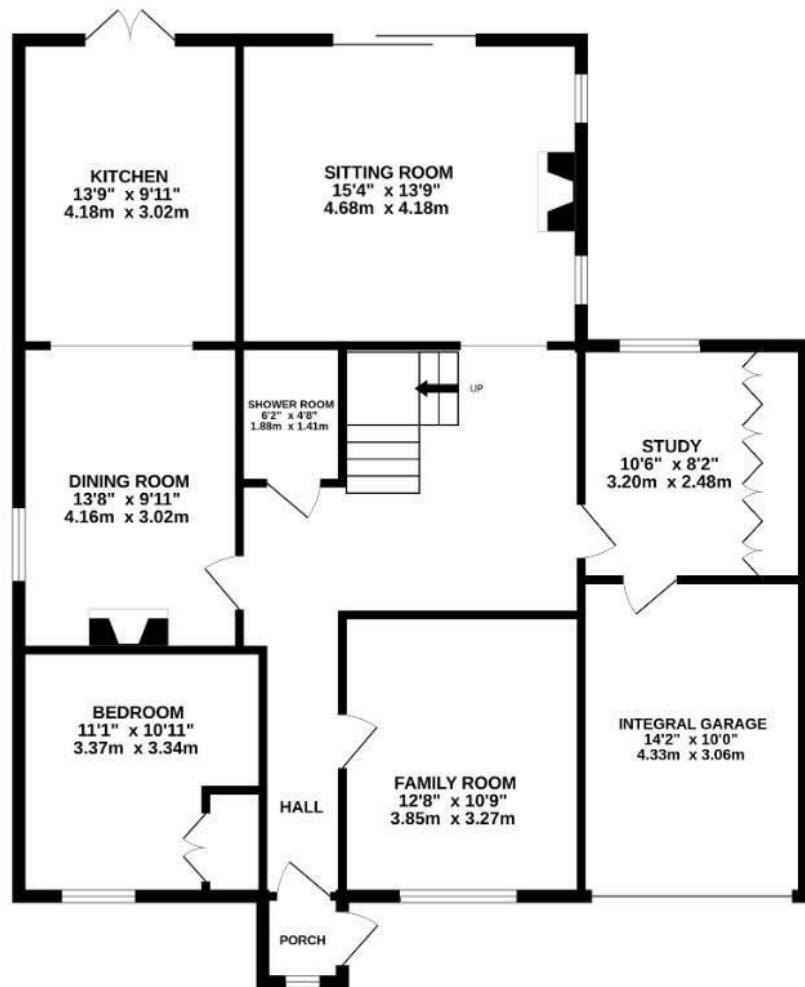 KITCHEN
13'9" x 9'11"
4.18m x 3.02m
SITTING ROOM
15'4" x 13'9"
4.68m x 4.18m
SHOWER ROOM
6'2" x 4'8"
1.88m x 1.41m
UP
DINING ROOM
13'8" x 9'11"
4.16m x 3.02m
STUDY
10'6" x 8'2"
3.20m x 2.48m
BEDROOM
11'1" x 10'11"
3.37m x 3.34m
HALL
FAMILY ROOM
12'8" x 10'9"
3.85m x 3.27m
INTEGRAL GARAGE
14'2" x 10'0"
4.33m x 3.06m
PORCH